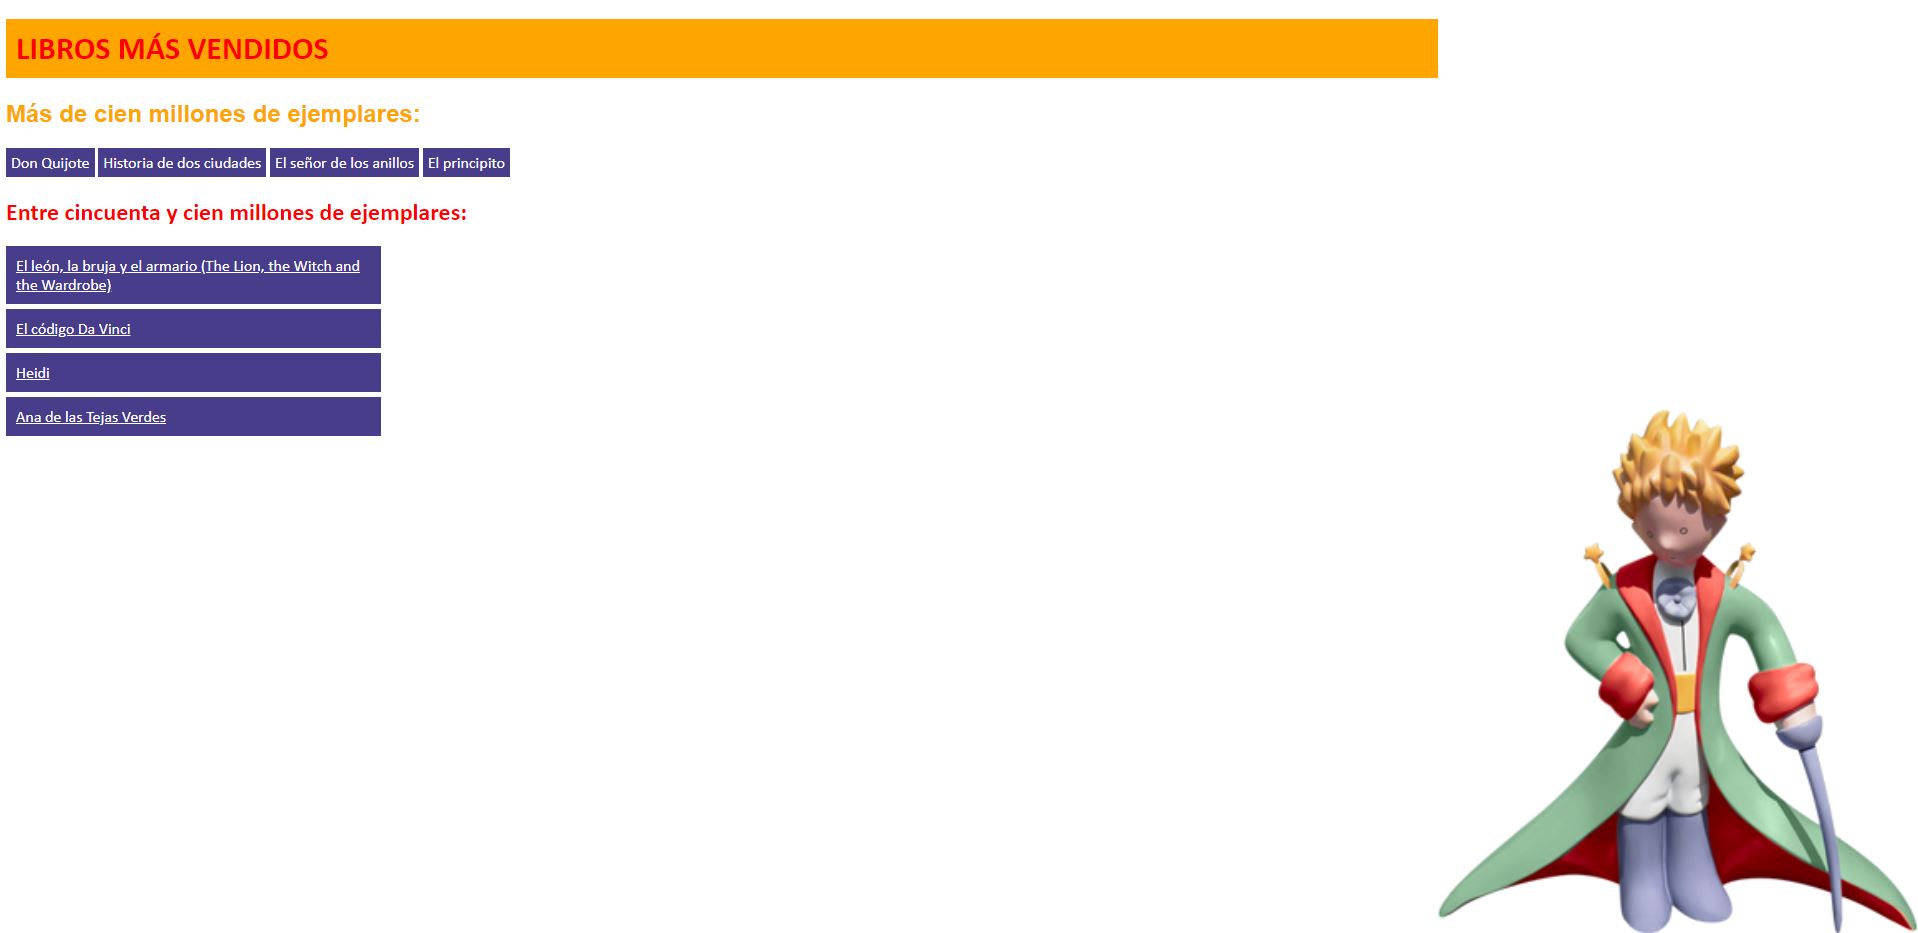 LIBROS MÁS VENDIDOS
Más de cien millones de ejemplares:
Don Quijote Historia de dos ciudades El señor de los anillos El principito
Entre cincuenta y cien millones de ejemplares:
El león, la bruja y el armario (The Lion, the Witch and
the Wardrobe)
El código Da Vinci
Heidi
Ana de las Tejas Verdes